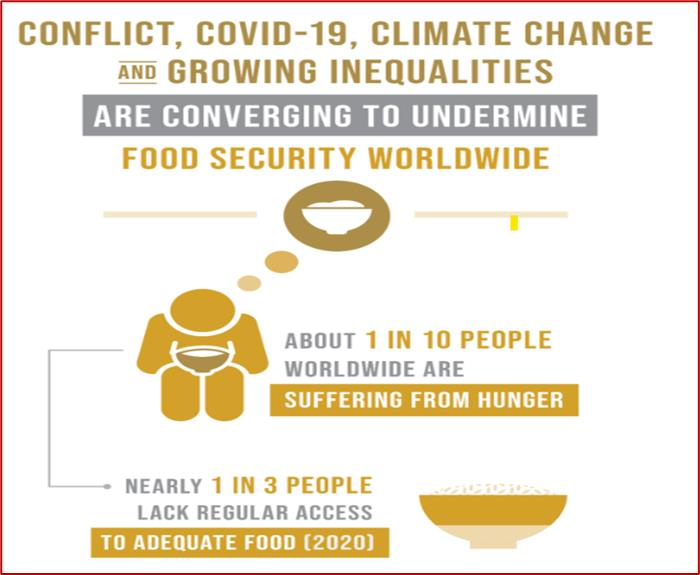 CONFLICT, COVID-19, CLIMATE CHANGE
AND GROWING INEQUALITIES
ARE CONVERGING TO UNDERMINE
FOOD SECURITY WORLDWIDE
ABOUT 1 IN 10 PEOPLE
WORLDWIDE ARE
SUFFERING FROM HUNGER
NEARLY 1 IN 3 PEOPLE
LACK REGULAR ACCESS
TO ADEQUATE FOOD (2020)